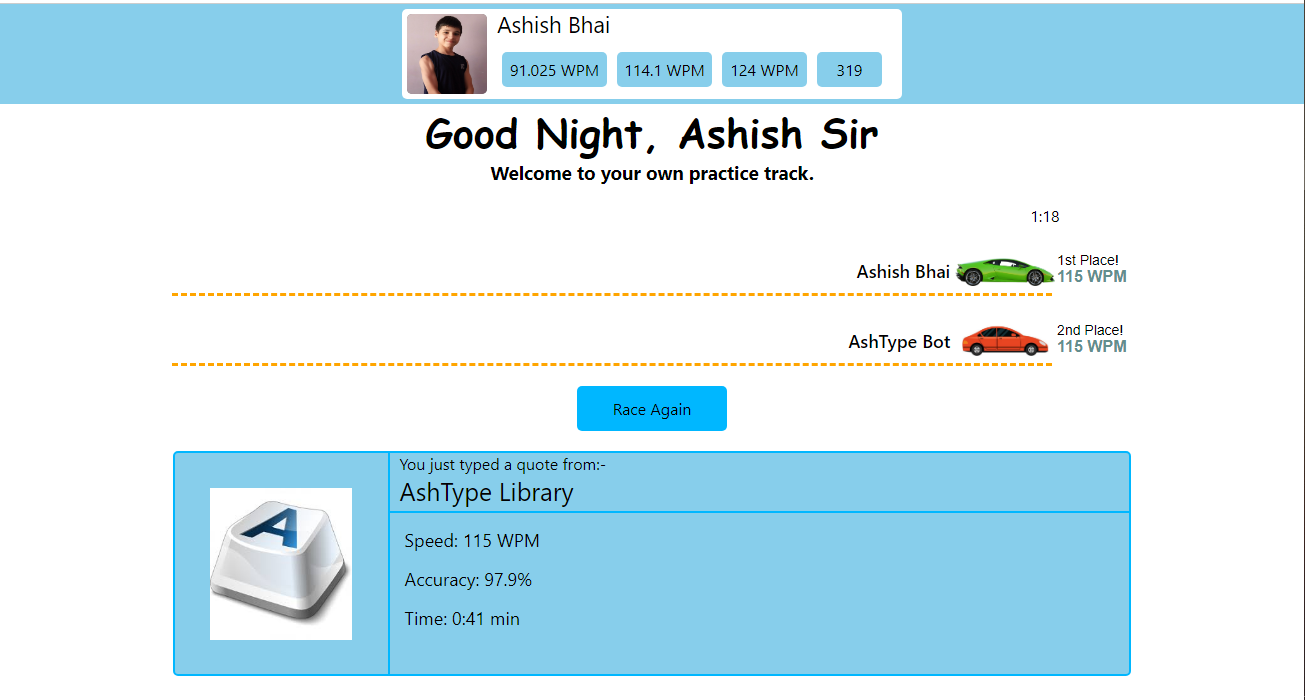 Ashish Bhai
91.025 WPM 114.1 WPM 124 WPM 319
Good Night, Ashish Sir
Welcome to your own practice track.
1:18
Ashish Bhai 1st Place!
115 WPM
AshType Bot 2nd Place!
115 WPM
Race Again
You just typed a quote from:-
AshType Library
A
Speed: 115 WPM
Accuracy: 97.9%
Time: 0:41 min